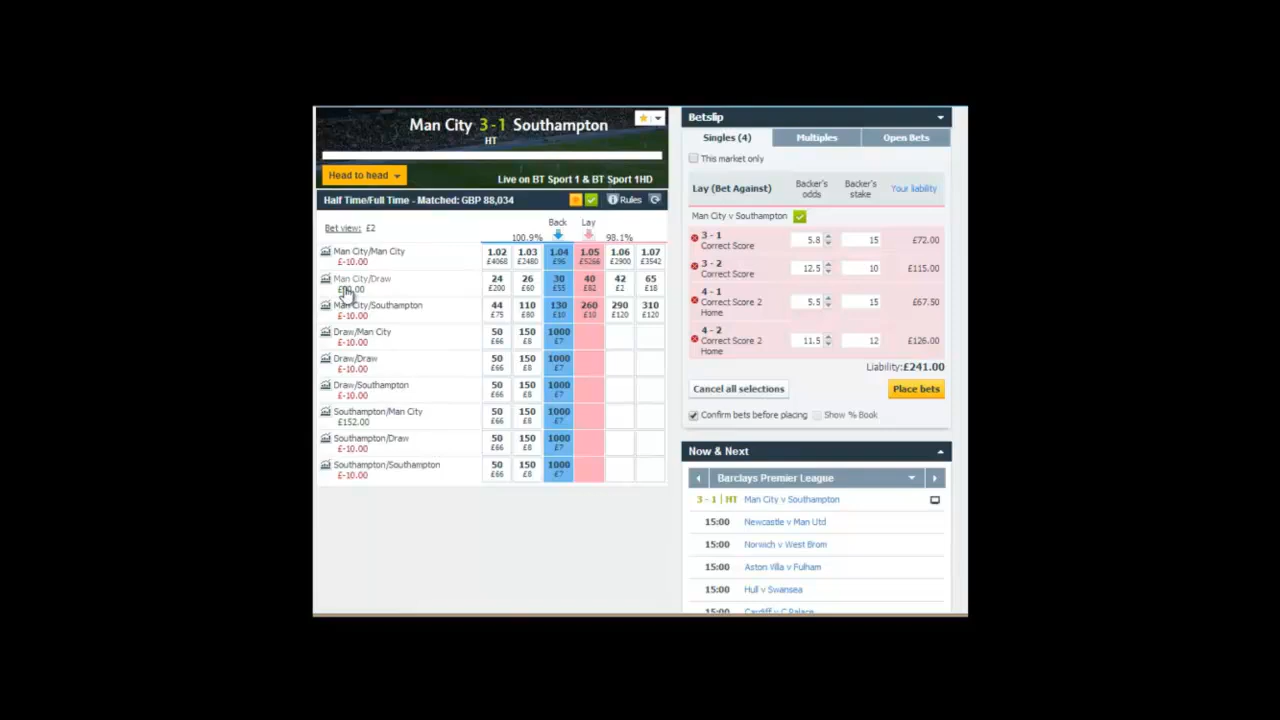 Man City 3-1 Southampton
HT
Head to head
Live on BT Sport 1 & BT Sport 1HD
Half Time/Full Time - Matched: GBP 88,034
Rules
Back Lay
Bet view: £2
100.9% 98.1%
Man City/Man City 1.02 1.03 1.04 1.05 1.06 1.07
£-10.00 £4068 £2480 £96 £5266 £2900 £3542
Man City/Draw 24 26 30 40 42 65
£200 £60 £55 £82 £2 £18
Man City/Southampton 44 110 130 260 290 310
£-10.00 £75 £80 £10 £10 £120 £120
Draw/Man City 50 150 1000
£-10.00 £66 £8 £7
Draw/Draw 50 150 1000
£-10.00 £66 £8 £7
Draw/Southampton 50 150 1000
£-10.00 £66 £8 £7
Southampton/Man City 50 150 1000
£152.00 £66 £8 £7
Southampton/Draw 50 150 1000
£-10.00 £66 £8 £7
Southampton/Southampton 50 150 1000
£-10.00 £66 £8 £7
Betslip
Singles (4) Multiples Open Bets
This market only
Lay (Bet Against) Backer's odds Backer's stake Your liability
Man City v Southampton
3 - 1
Correct Score 5.8 15 £72.00
3 - 2
Correct Score 12.5 10 £115.00
4 - 1
Correct Score 2 5.5 15 £67.50
Home
4 - 2
Correct Score 2 11.5 12 £126.00
Home
Liability:£241.00
Cancel all selections Place bets
Confirm bets before placing Show % Book
Now & Next
Barclays Premier League
3 - 1 | HT Man City v Southampton
15:00 Newcastle v Man Utd
15:00 Norwich v West Brom
15:00 Aston Villa v Fulham
15:00 Hull v Swansea
15:00 Cardiff v C Palace